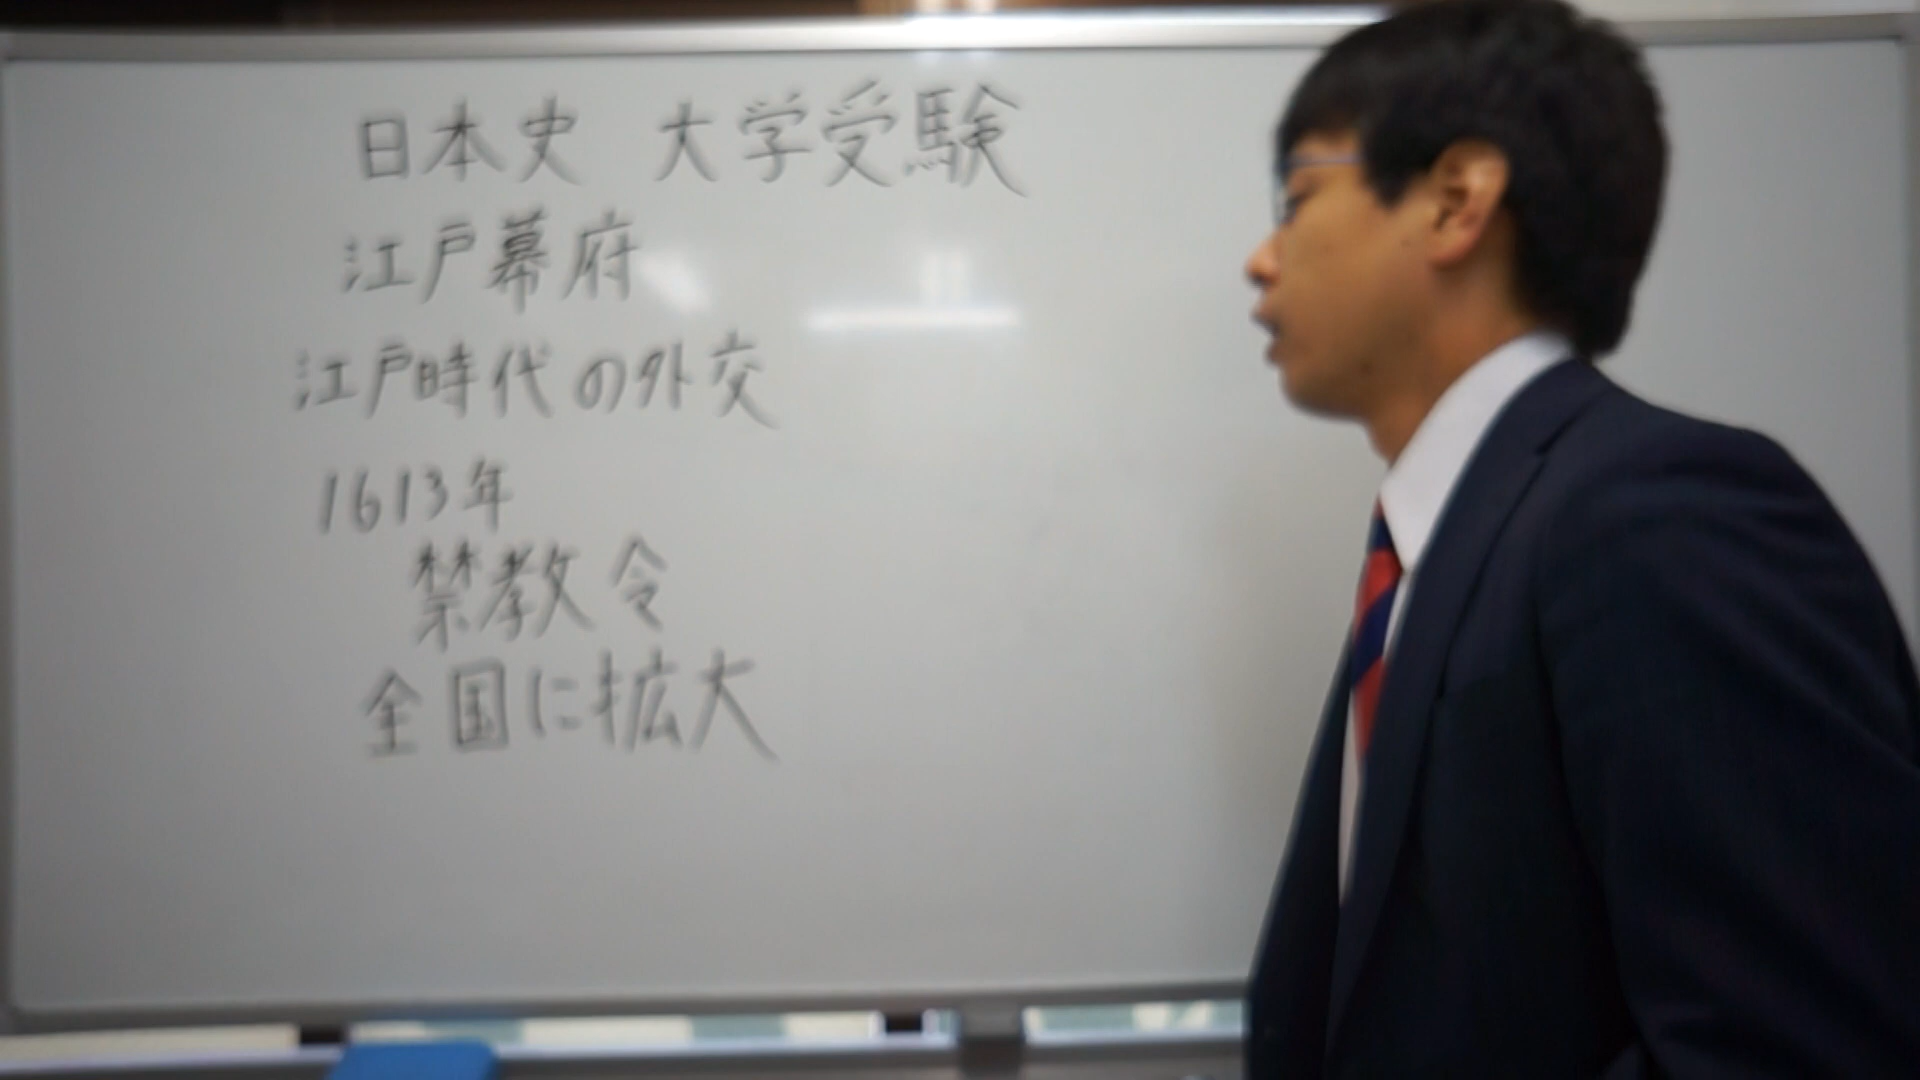 日本史 大学受験
江戸幕府
江戸時代の外交
1613年
禁教令
全国に拡大